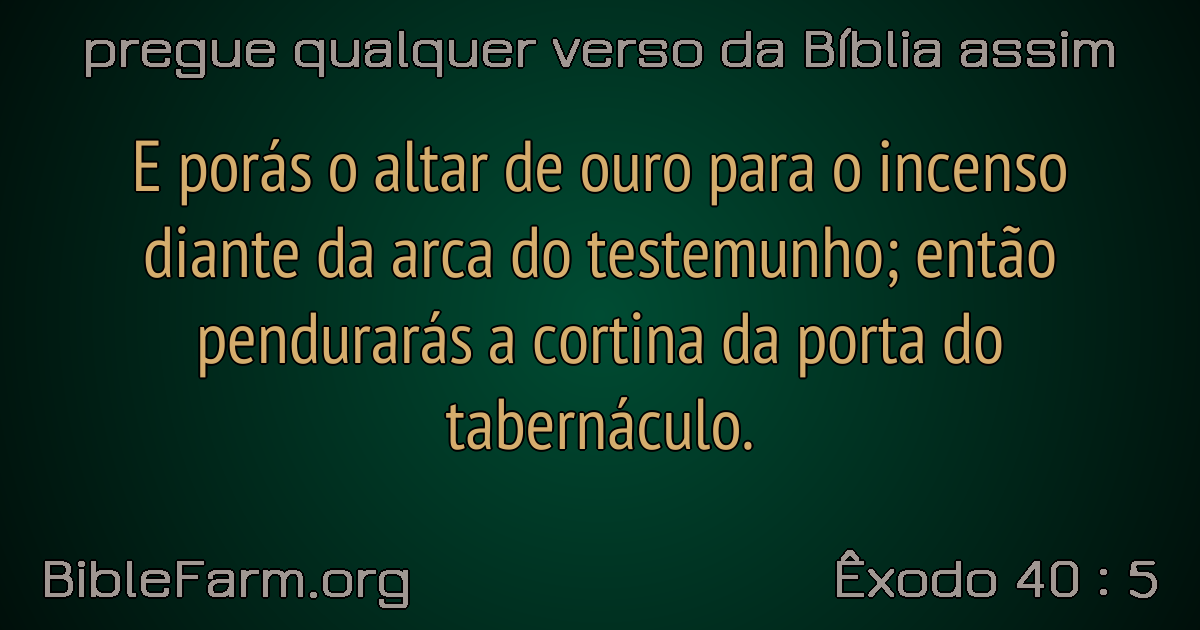 pregue qualquer verso da Bíblia assim
E porás o altar de ouro para o incenso
diante da arca do testemunho; então
pendurarás a cortina da porta do
tabernáculo.
BibleFarm.org
Êxodo 40 : 5